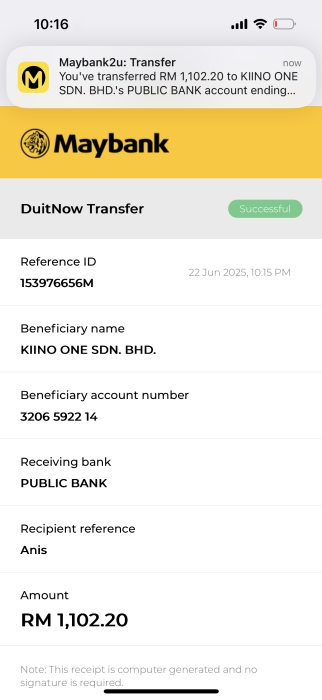 10:16
Maybank2u: Transfer
now
You've transferred RM 1,102.20 to KIINO ONE
SDN. BHD.'s PUBLIC BANK account ending...
Maybank
DuitNow Transfer
Successful
Reference ID
22 Jun 2025, 10:15 PM
153976656M
Beneficiary name
KIINO ONE SDN. BHD.
Beneficiary account number
3206 5922 14
Receiving bank
PUBLIC BANK
Recipient reference
Anis
Amount
RM 1,102.20
Note: This receipt is computer generated and no
signature is required.